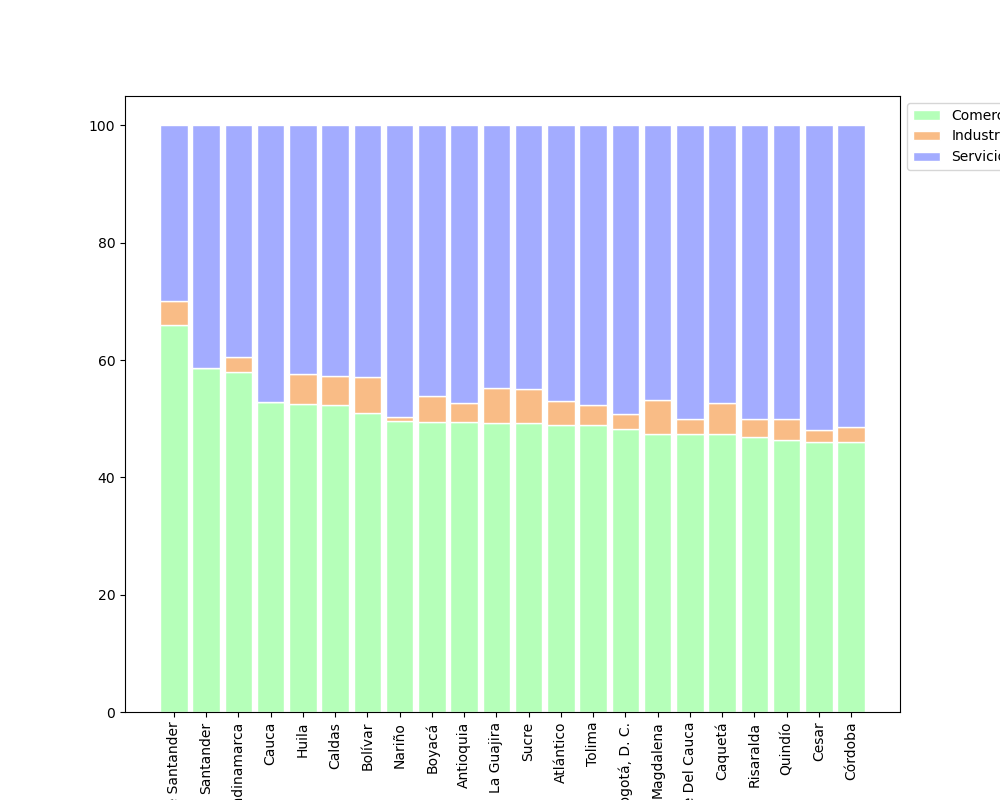 100
80
60
40
20
0
Comerc
Industr
Servicio
Santander
Santander
dinamarca
Cauca
Huila
Caldas
Bolívar
Nariño
Boyacá
Antioquia
La Guajira
Sucre
Atlántico
Tolima
ogotá, D. C.
Magdalena
e Del Cauca
Caquetá
Risaralda
Quindío
Cesar
Córdoba